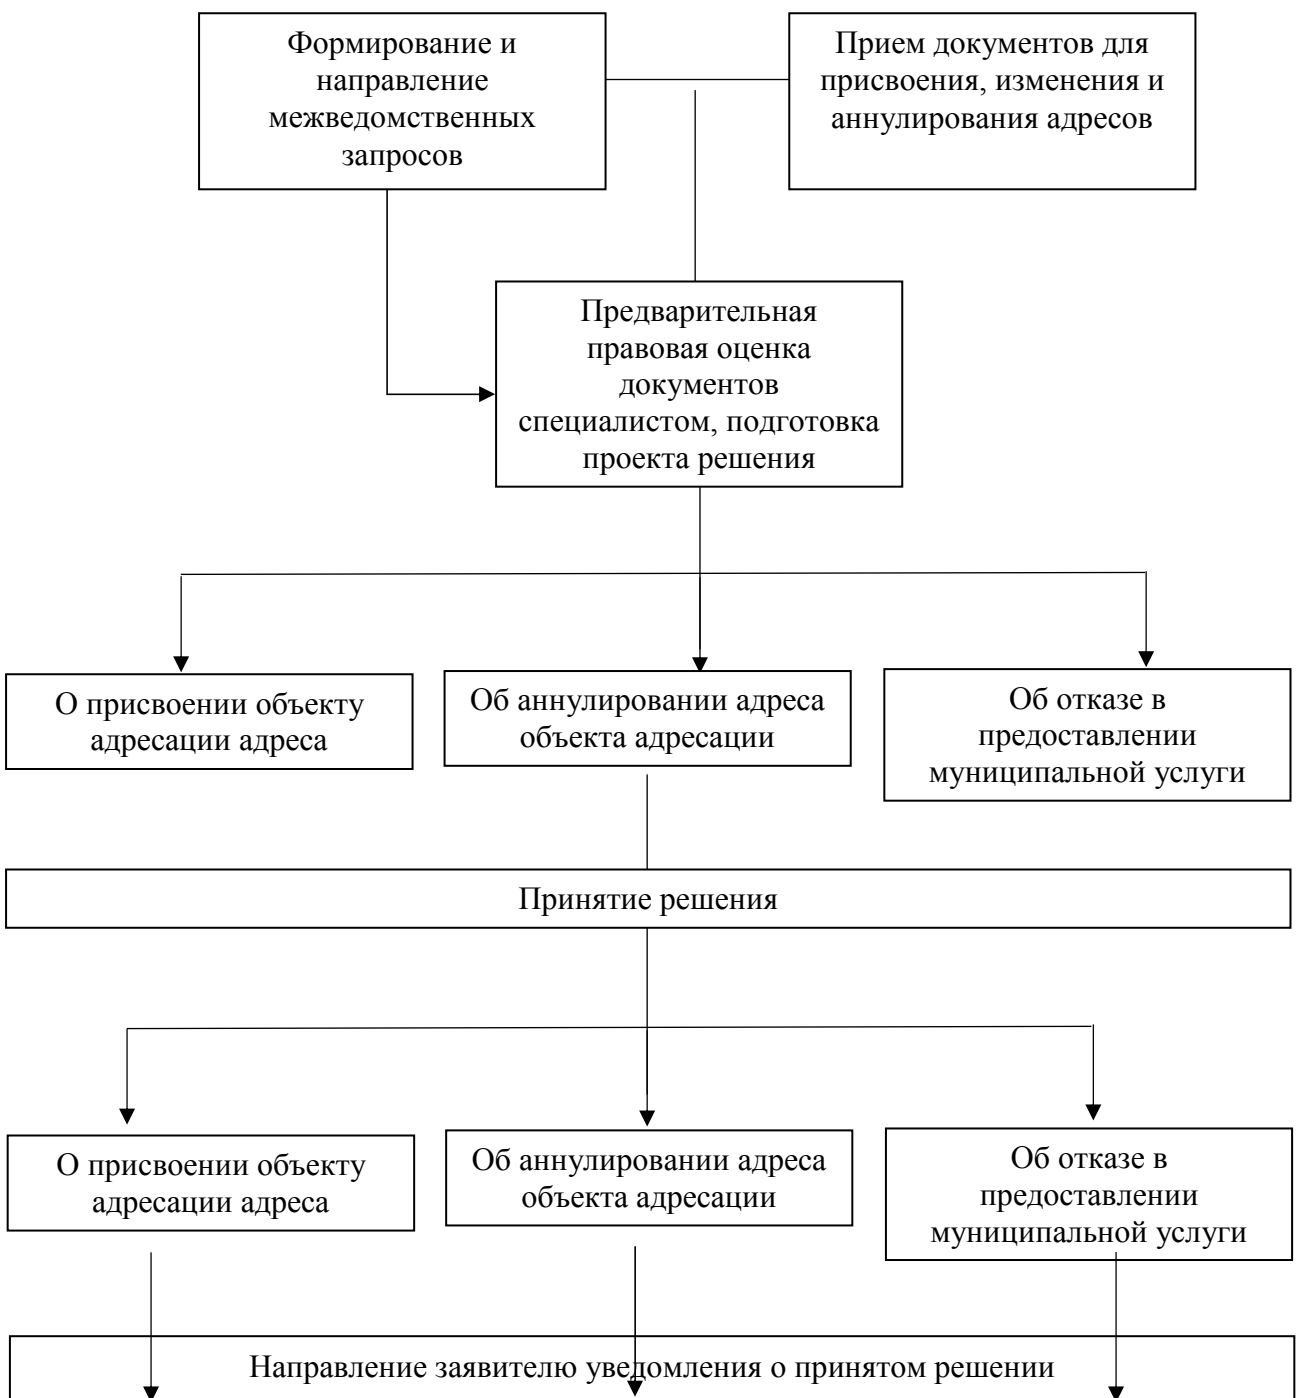 Формирование и
направление
межведомственных
запросов
Прием документов для
присвоения, изменения и
аннулирования адресов
Предварительная
правовая оценка
документов
специалистом, подготовка
проекта решения
О присвоении объекту
адресации адреса
Об аннулировании адреса
объекта адресации
Об отказе в
предоставлении
муниципальной услуги
Принятие решения
О присвоении объекту
адресации адреса
Об аннулировании адреса
объекта адресации
Об отказе в
предоставлении
муниципальной услуги
Направление заявителю уведомления о принятом решении